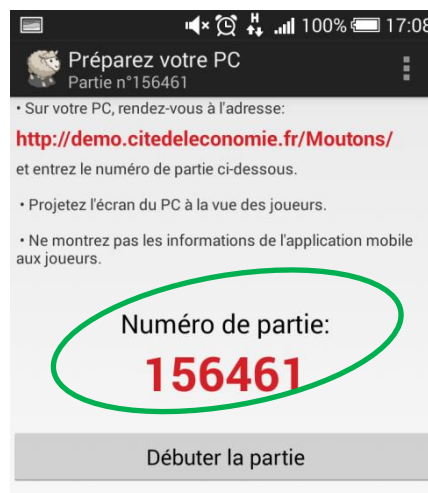 H 100% 17:08
Préparez votre PC
Partie n°156461
• Sur votre PC, rendez-vous à l'adresse:
http://demo.citedeleconomie.fr/Moutons/
et entrez le numéro de partie ci-dessous.
• Projetez l'écran du PC à la vue des joueurs.
• Ne montrez pas les informations de l'application mobile
aux joueurs.
Numéro de partie:
156461
Débuter la partie